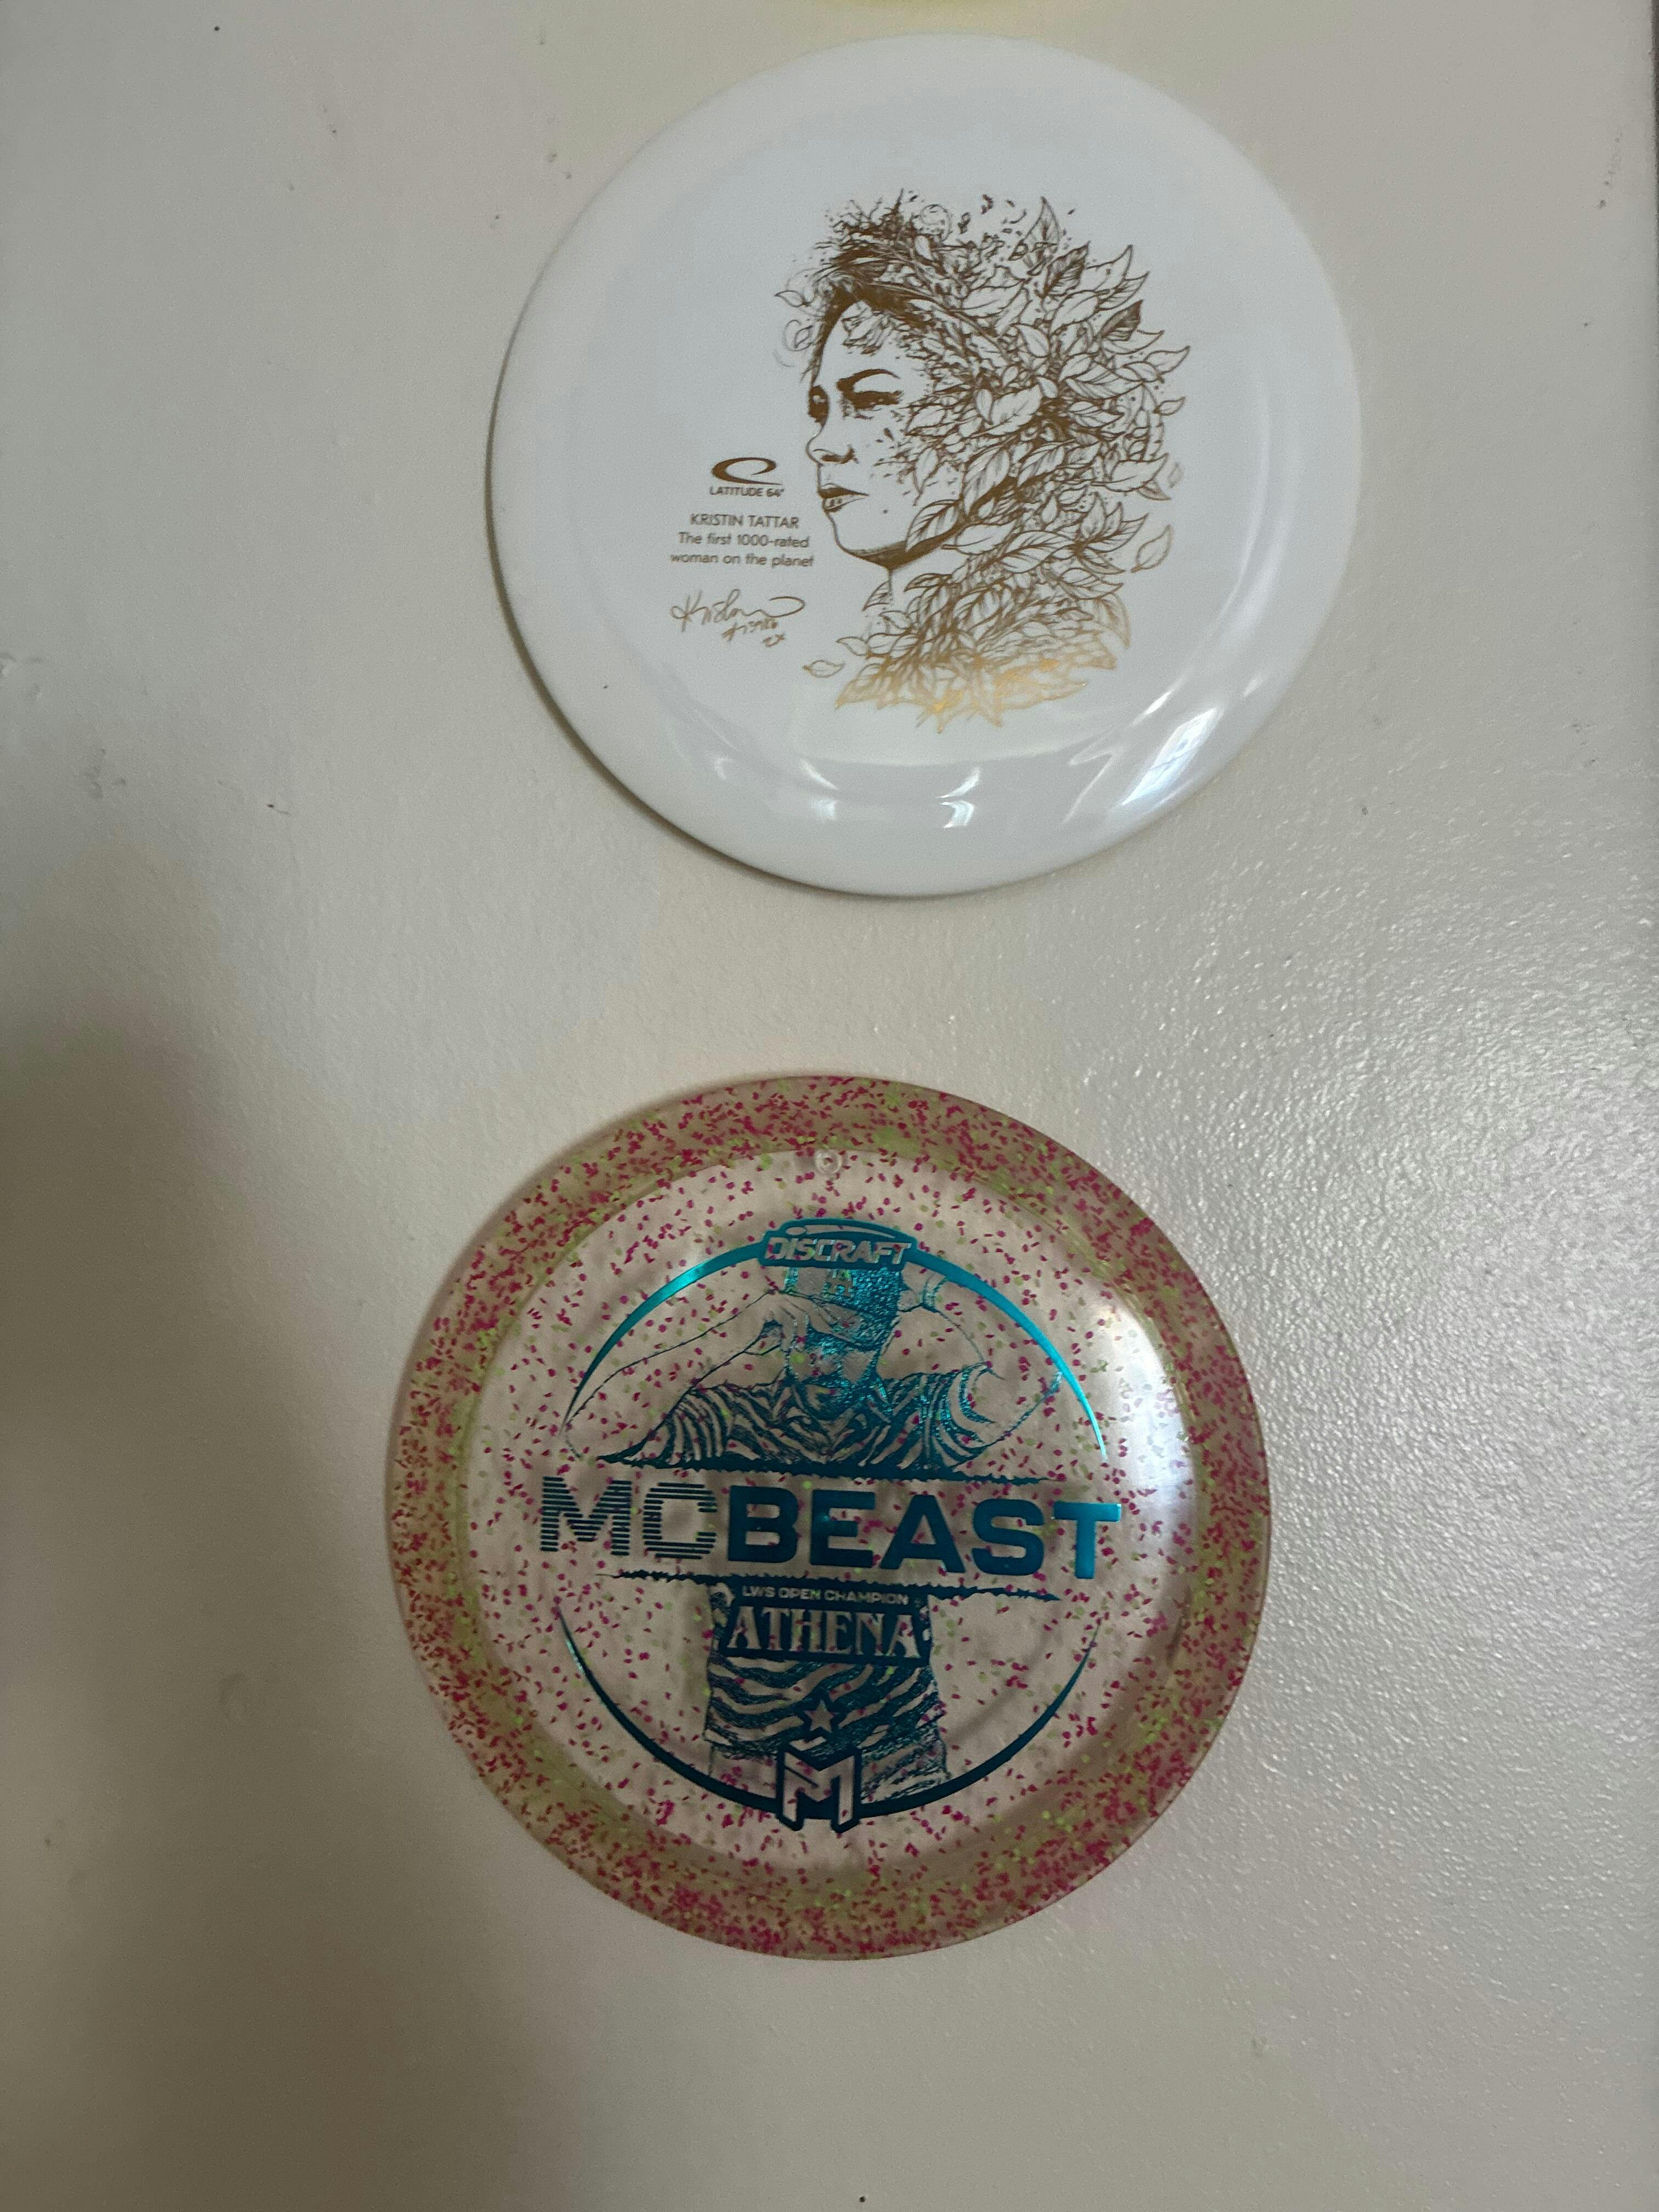 LATITUDE 64°
KRISTIN TATTAR
The first 1000-rated
woman on the planet
DISCRAFT
MCBEAST
LWS OPEN CHAMPION
ATHENA
M